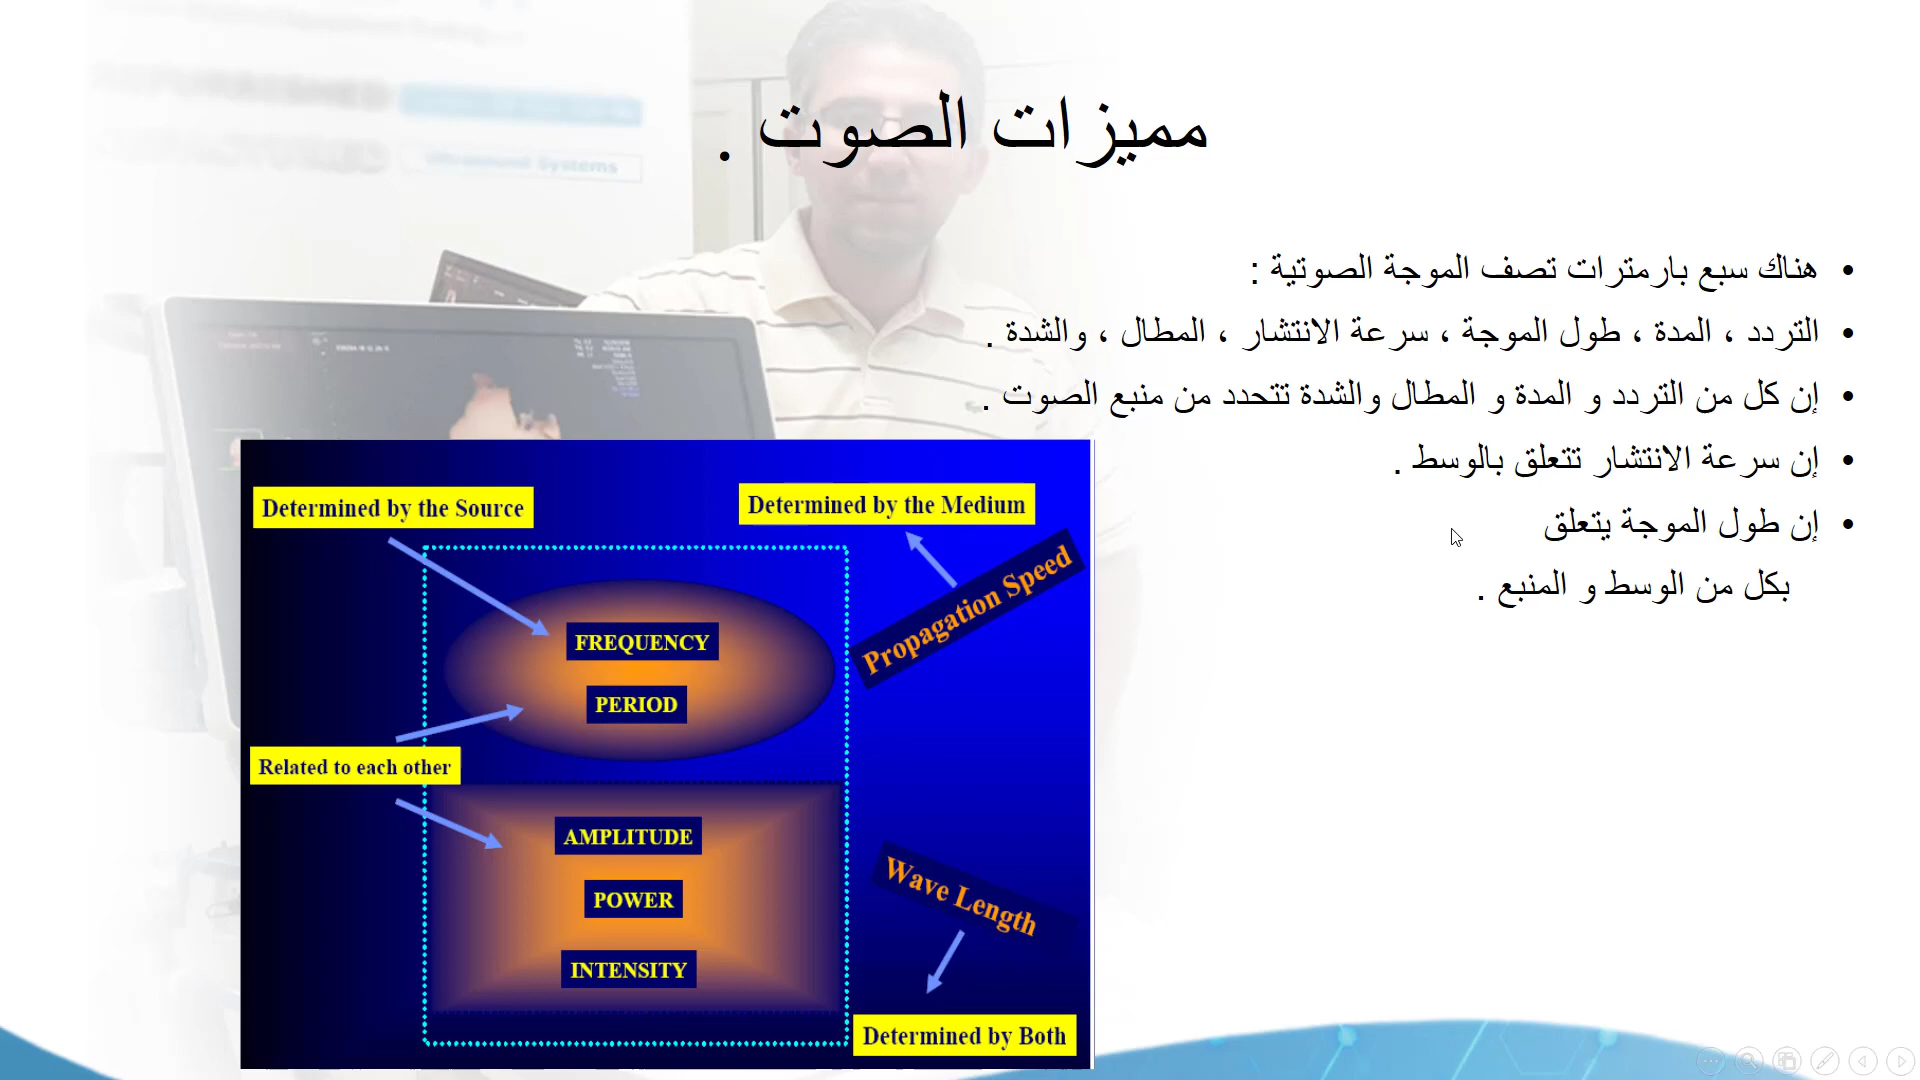 مميزات الصوت .
هناك سبع بارمترات تصف الموجة الصوتية :
التردد ، المدة ، طول الموجة ، سرعة الانتشار ، المطال ، والشدة .
إن كل من التردد و المدة و المطال والشدة تتحدد من منبع الصوت .
إن سرعة الانتشار تتعلق بالوسط .
إن طول الموجة يتعلق
بكل من الوسط و المنبع .
Determined by the Source
Determined by the Medium
Propagation Speed
FREQUENCY
PERIOD
Related to each other
AMPLITUDE
POWER
INTENSITY
Wave Length
Determined by Both
Ultrasound Systems